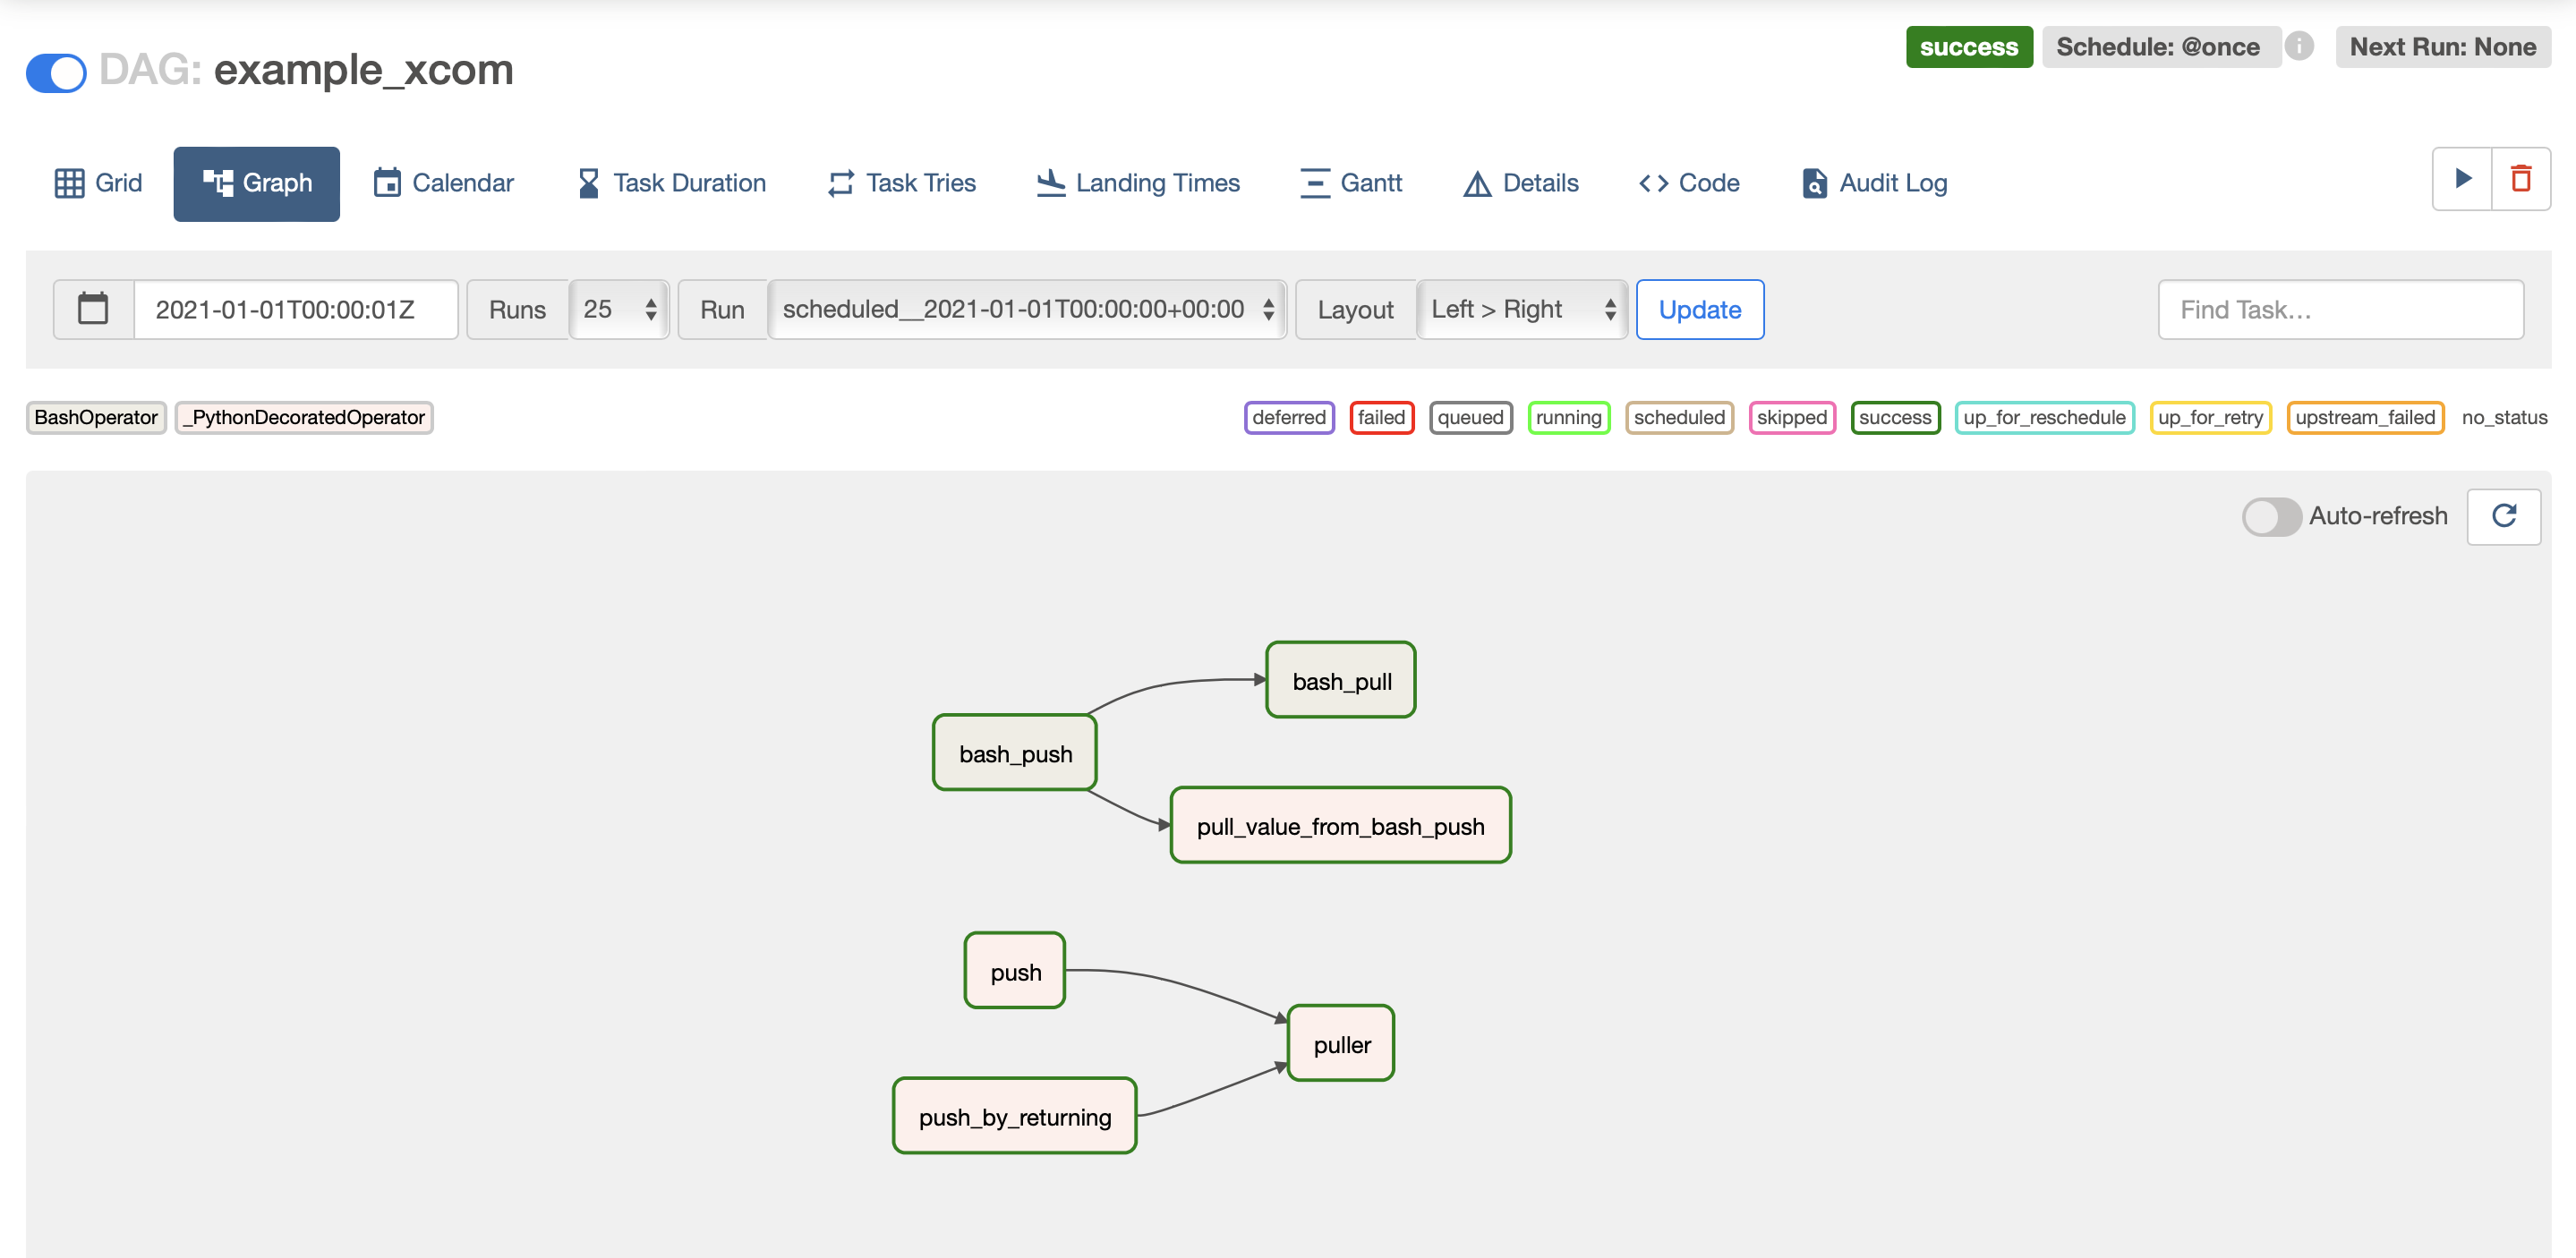 DAG: example_xcom
success Schedule: @once i Next Run: None
Grid Graph Calendar Task Duration Task Tries Landing Times Gantt Details Code Audit Log
2021-01-01T00:00:01Z Runs 25 Run scheduled__2021-01-01T00:00:00+00:00 Layout Left > Right Update Find Task…
BashOperator _PythonDecoratedOperator deferred failed queued running scheduled skipped success up_for_reschedule up_for_retry upstream_failed no_status
Auto-refresh
bash_pull
bash_push
pull_value_from_bash_push
push
puller
push_by_returning